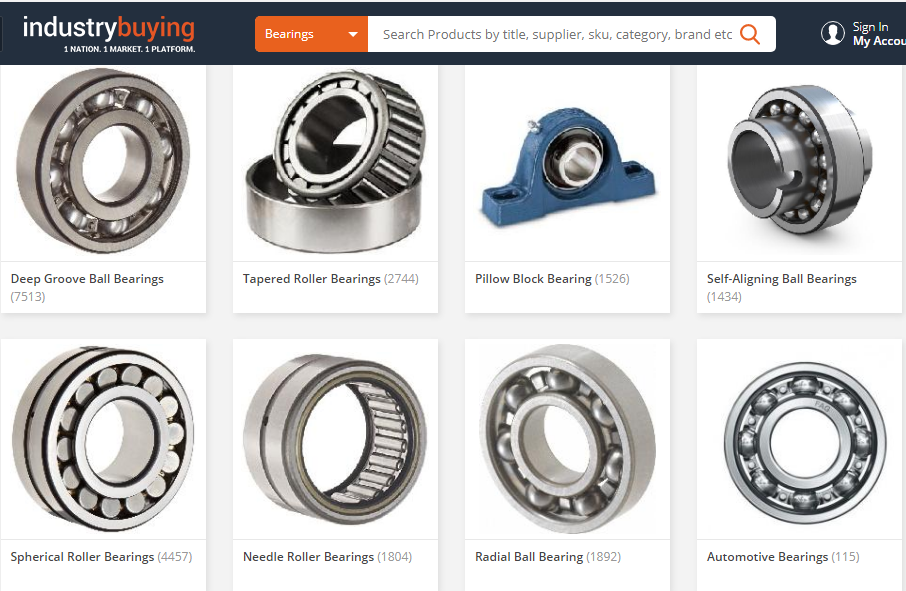 industrybuying
1 NATION. 1 MARKET. 1 PLATFORM.
Bearings
Search Products by title, supplier, sku, category, brand etc
Sign In
My Accou
Deep Groove Ball Bearings
(7513)
Tapered Roller Bearings (2744)
Pillow Block Bearing (1526)
Self-Aligning Ball Bearings
(1434)
FAG
Spherical Roller Bearings (4457)
Needle Roller Bearings (1804)
Radial Ball Bearing (1892)
Automotive Bearings (115)